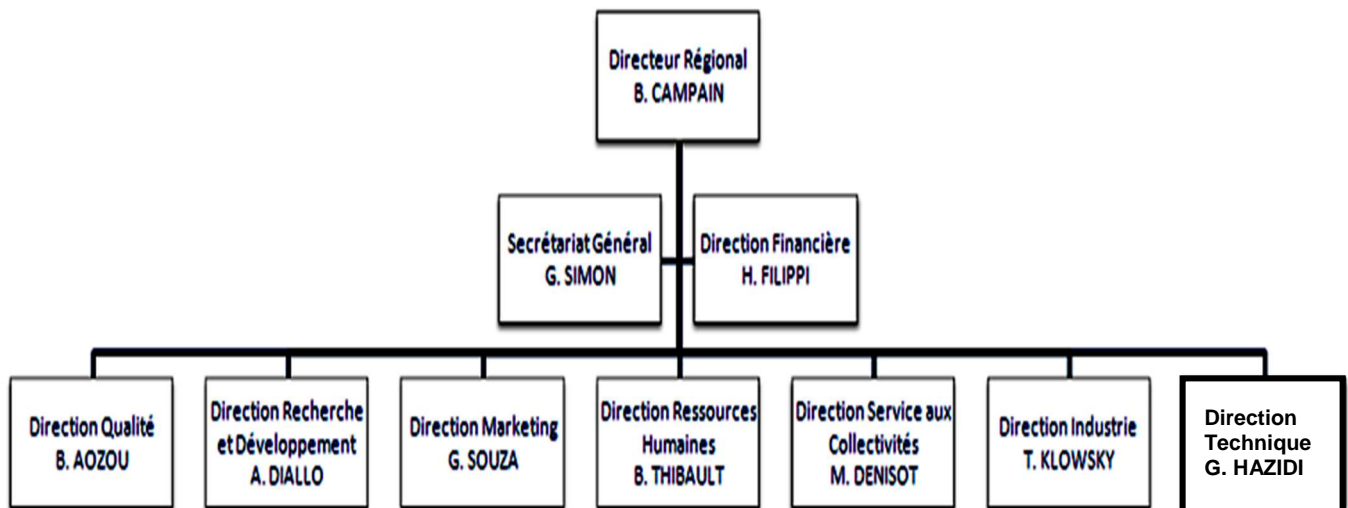 Directeur Régional
B. CAMPAIN
Secrétariat Général
G. SIMON
Direction Financière
H. FILIPPI
Direction Qualité
B. AOZOU
Direction Recherche
et Développement
A. DIALLO
Direction Marketing
G. SOUZA
Direction Ressources
Humaines
B. THIBAULT
Direction Service aux
Collectivités
M. DENISOT
Direction Industrie
T. KLOWSKY
Direction
Technique
G. HAZIDI